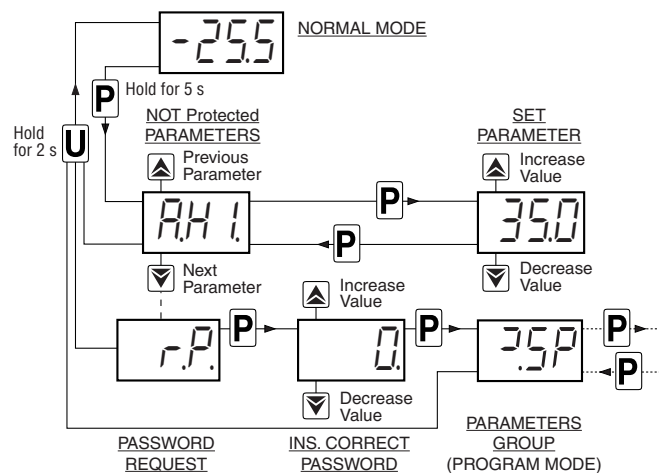 -25.5
NORMAL MODE
P
Hold for 5 s
Hold
for 2 s
U
NOT Protected
PARAMETERS
SET
PARAMETER
Previous
Parameter
Increase
Value
P
A.H1.
35.0
P
Next
Parameter
Increase
Value
Decrease
Value
r.P.
P
0.
P
P
P
Decrease
Value
PASSWORD
REQUEST
INS. CORRECT
PASSWORD
PARAMETERS
GROUP
(PROGRAM MODE)